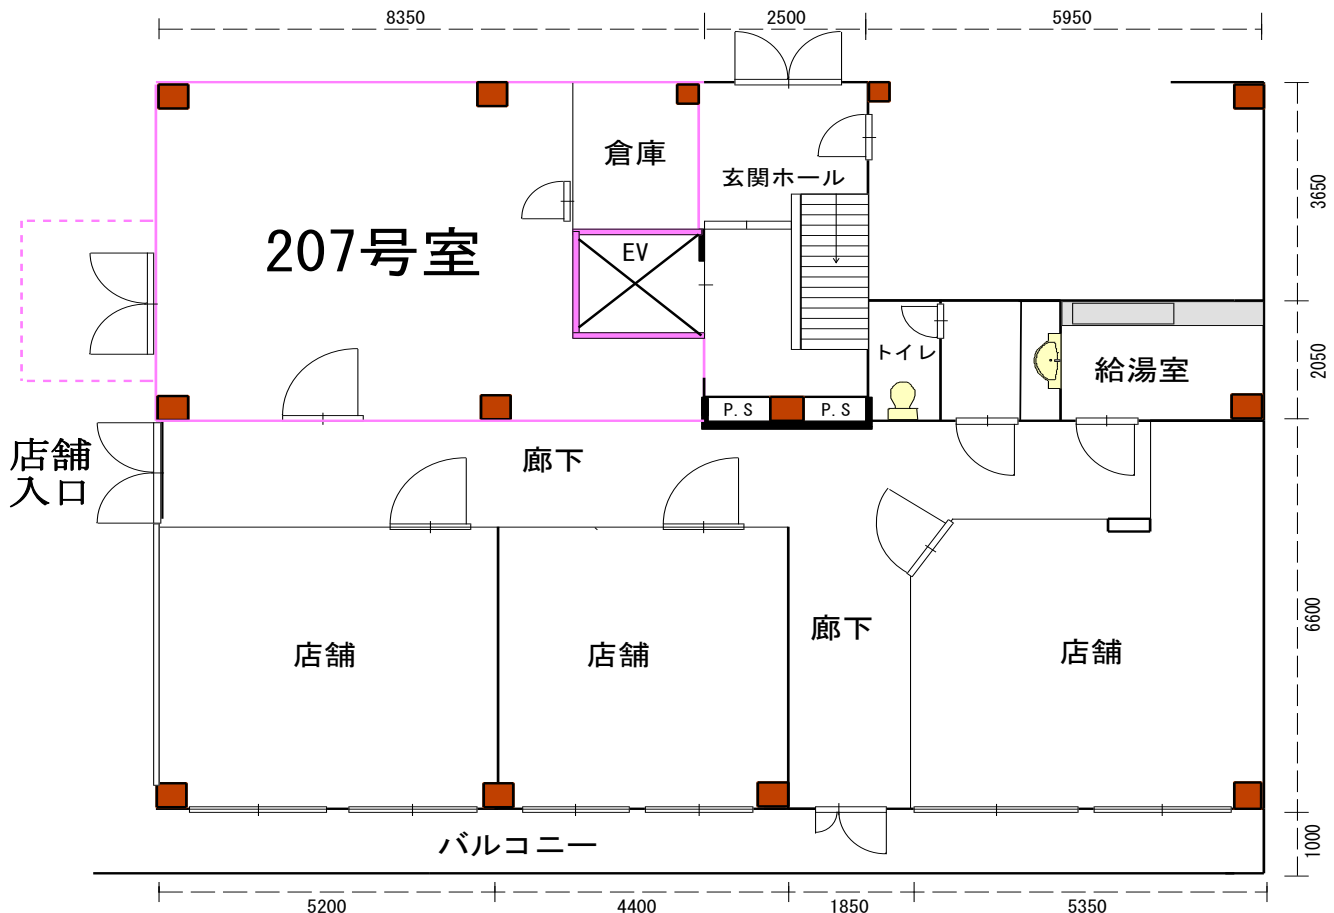 8350
2500
5950
倉庫
玄関ホール
3650
207号室
EV
トイレ
給湯室
2050
P.S
P.S
店舗
入口
廊下
6600
店舗
店舗
廊下
店舗
バルコニー
1000
5200
4400
1850
5350